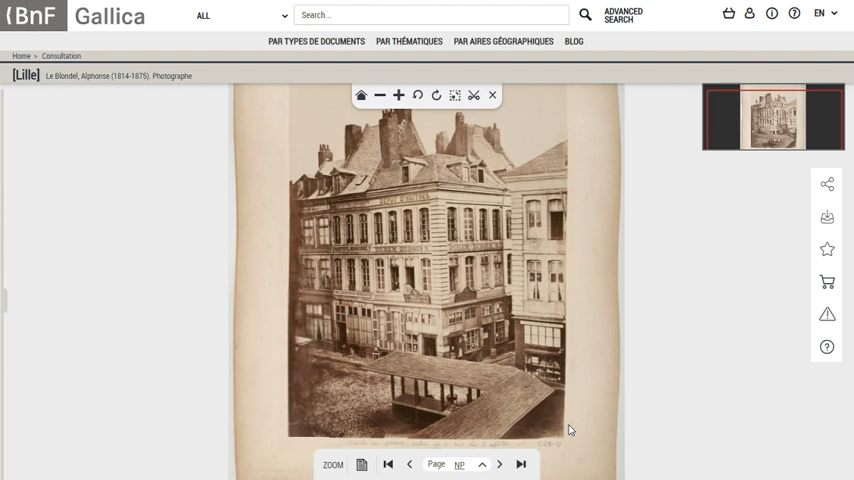 BnF Gallica
ALL
Search...
ADVANCED SEARCH
EN
PAR TYPES DE DOCUMENTS PAR THÉMATIQUES PAR AIRES GÉOGRAPHIQUES BLOG
Home > Consultation
[Lille] Le Blondel, Alphonse (1814-1875). Photographe
ZOOM
Page NP